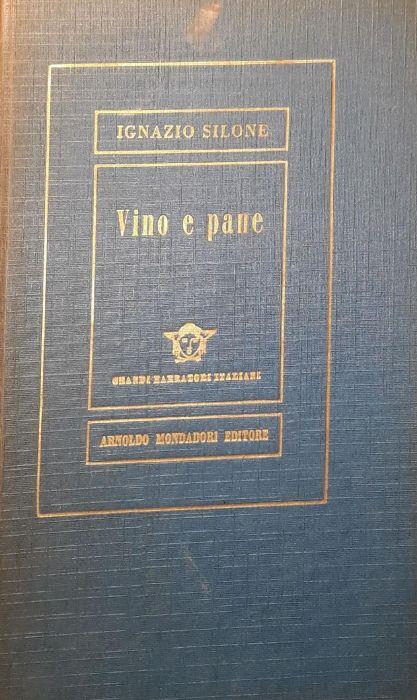 IGNAZIO SILONE
Vino e pane
GRANDI NARRATORI ITALIANI
ARNOLDO MONDADORI EDITORE